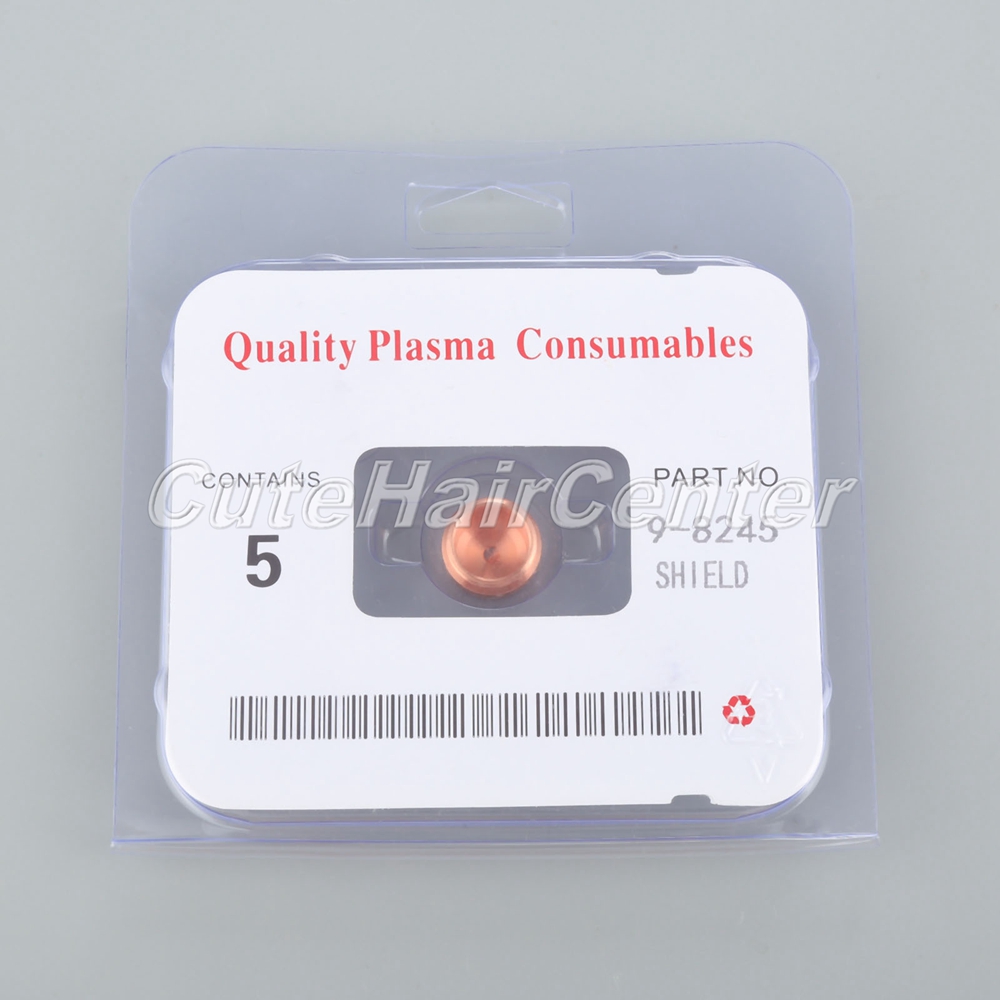 Quality Plasma Consumables
CONTAINS
5
PART NO
9-8245
SHIELD
CuteHairCenter